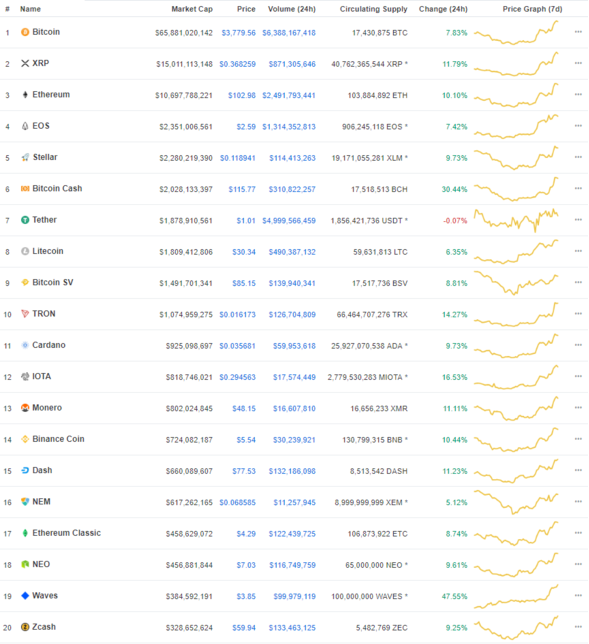 # Name Market Cap Price Volume (24h) Circulating Supply Change (24h) Price Graph (7d)
1 Bitcoin $65,881,020,142 $3,779.56 $6,388,167,418 17,430,875 BTC 7.83%
2 XRP $15,011,113,148 $0.368259 $871,305,646 40,762,365,544 XRP * 11.79%
3 Ethereum $10,697,788,221 $102.98 $2,491,793,441 103,884,892 ETH 10.10%
4 EOS $2,351,006,561 $2.59 $1,314,352,813 906,245,118 EOS * 7.42%
5 Stellar $2,280,219,390 $0.118941 $114,413,263 19,171,055,281 XLM * 9.73%
6 Bitcoin Cash $2,028,133,397 $115.77 $310,822,257 17,518,513 BCH 30.44%
7 Tether $1,878,910,561 $1.01 $4,999,566,459 1,856,421,736 USDT * -0.07%
8 Litecoin $1,809,412,806 $30.34 $490,387,132 59,631,813 LTC 6.35%
9 Bitcoin SV $1,491,701,341 $85.15 $139,940,341 17,517,736 BSV 8.81%
10 TRON $1,074,959,275 $0.016173 $126,704,809 66,464,707,276 TRX 14.27%
11 Cardano $925,098,697 $0.035681 $59,953,618 25,927,070,538 ADA * 9.73%
12 IOTA $818,746,021 $0.294563 $17,574,449 2,779,530,283 MIOTA * 16.53%
13 Monero $802,024,845 $48.15 $16,607,810 16,656,233 XMR 11.11%
14 Binance Coin $724,082,187 $5.54 $30,239,921 130,799,315 BNB * 10.44%
15 Dash $660,089,607 $77.53 $132,186,098 8,513,542 DASH 11.23%
16 NEM $617,262,165 $0.068585 $11,257,945 8,999,999,999 XEM * 5.12%
17 Ethereum Classic $458,629,072 $4.29 $122,439,725 106,873,922 ETC 8.74%
18 NEO $456,881,844 $7.03 $116,749,759 65,000,000 NEO * 9.61%
19 Waves $384,592,191 $3.85 $99,979,119 100,000,000 WAVES * 47.55%
20 Zcash $328,652,624 $59.94 $133,463,125 5,482,769 ZEC 9.25%